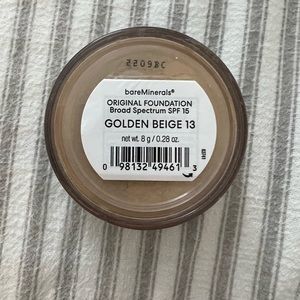 bareMinerals®
ORIGINAL FOUNDATION
Broad Spectrum SPF 15
GOLDEN BEIGE 13
net wt. 8 g / 0.28 oz.
0 98132 49461 3